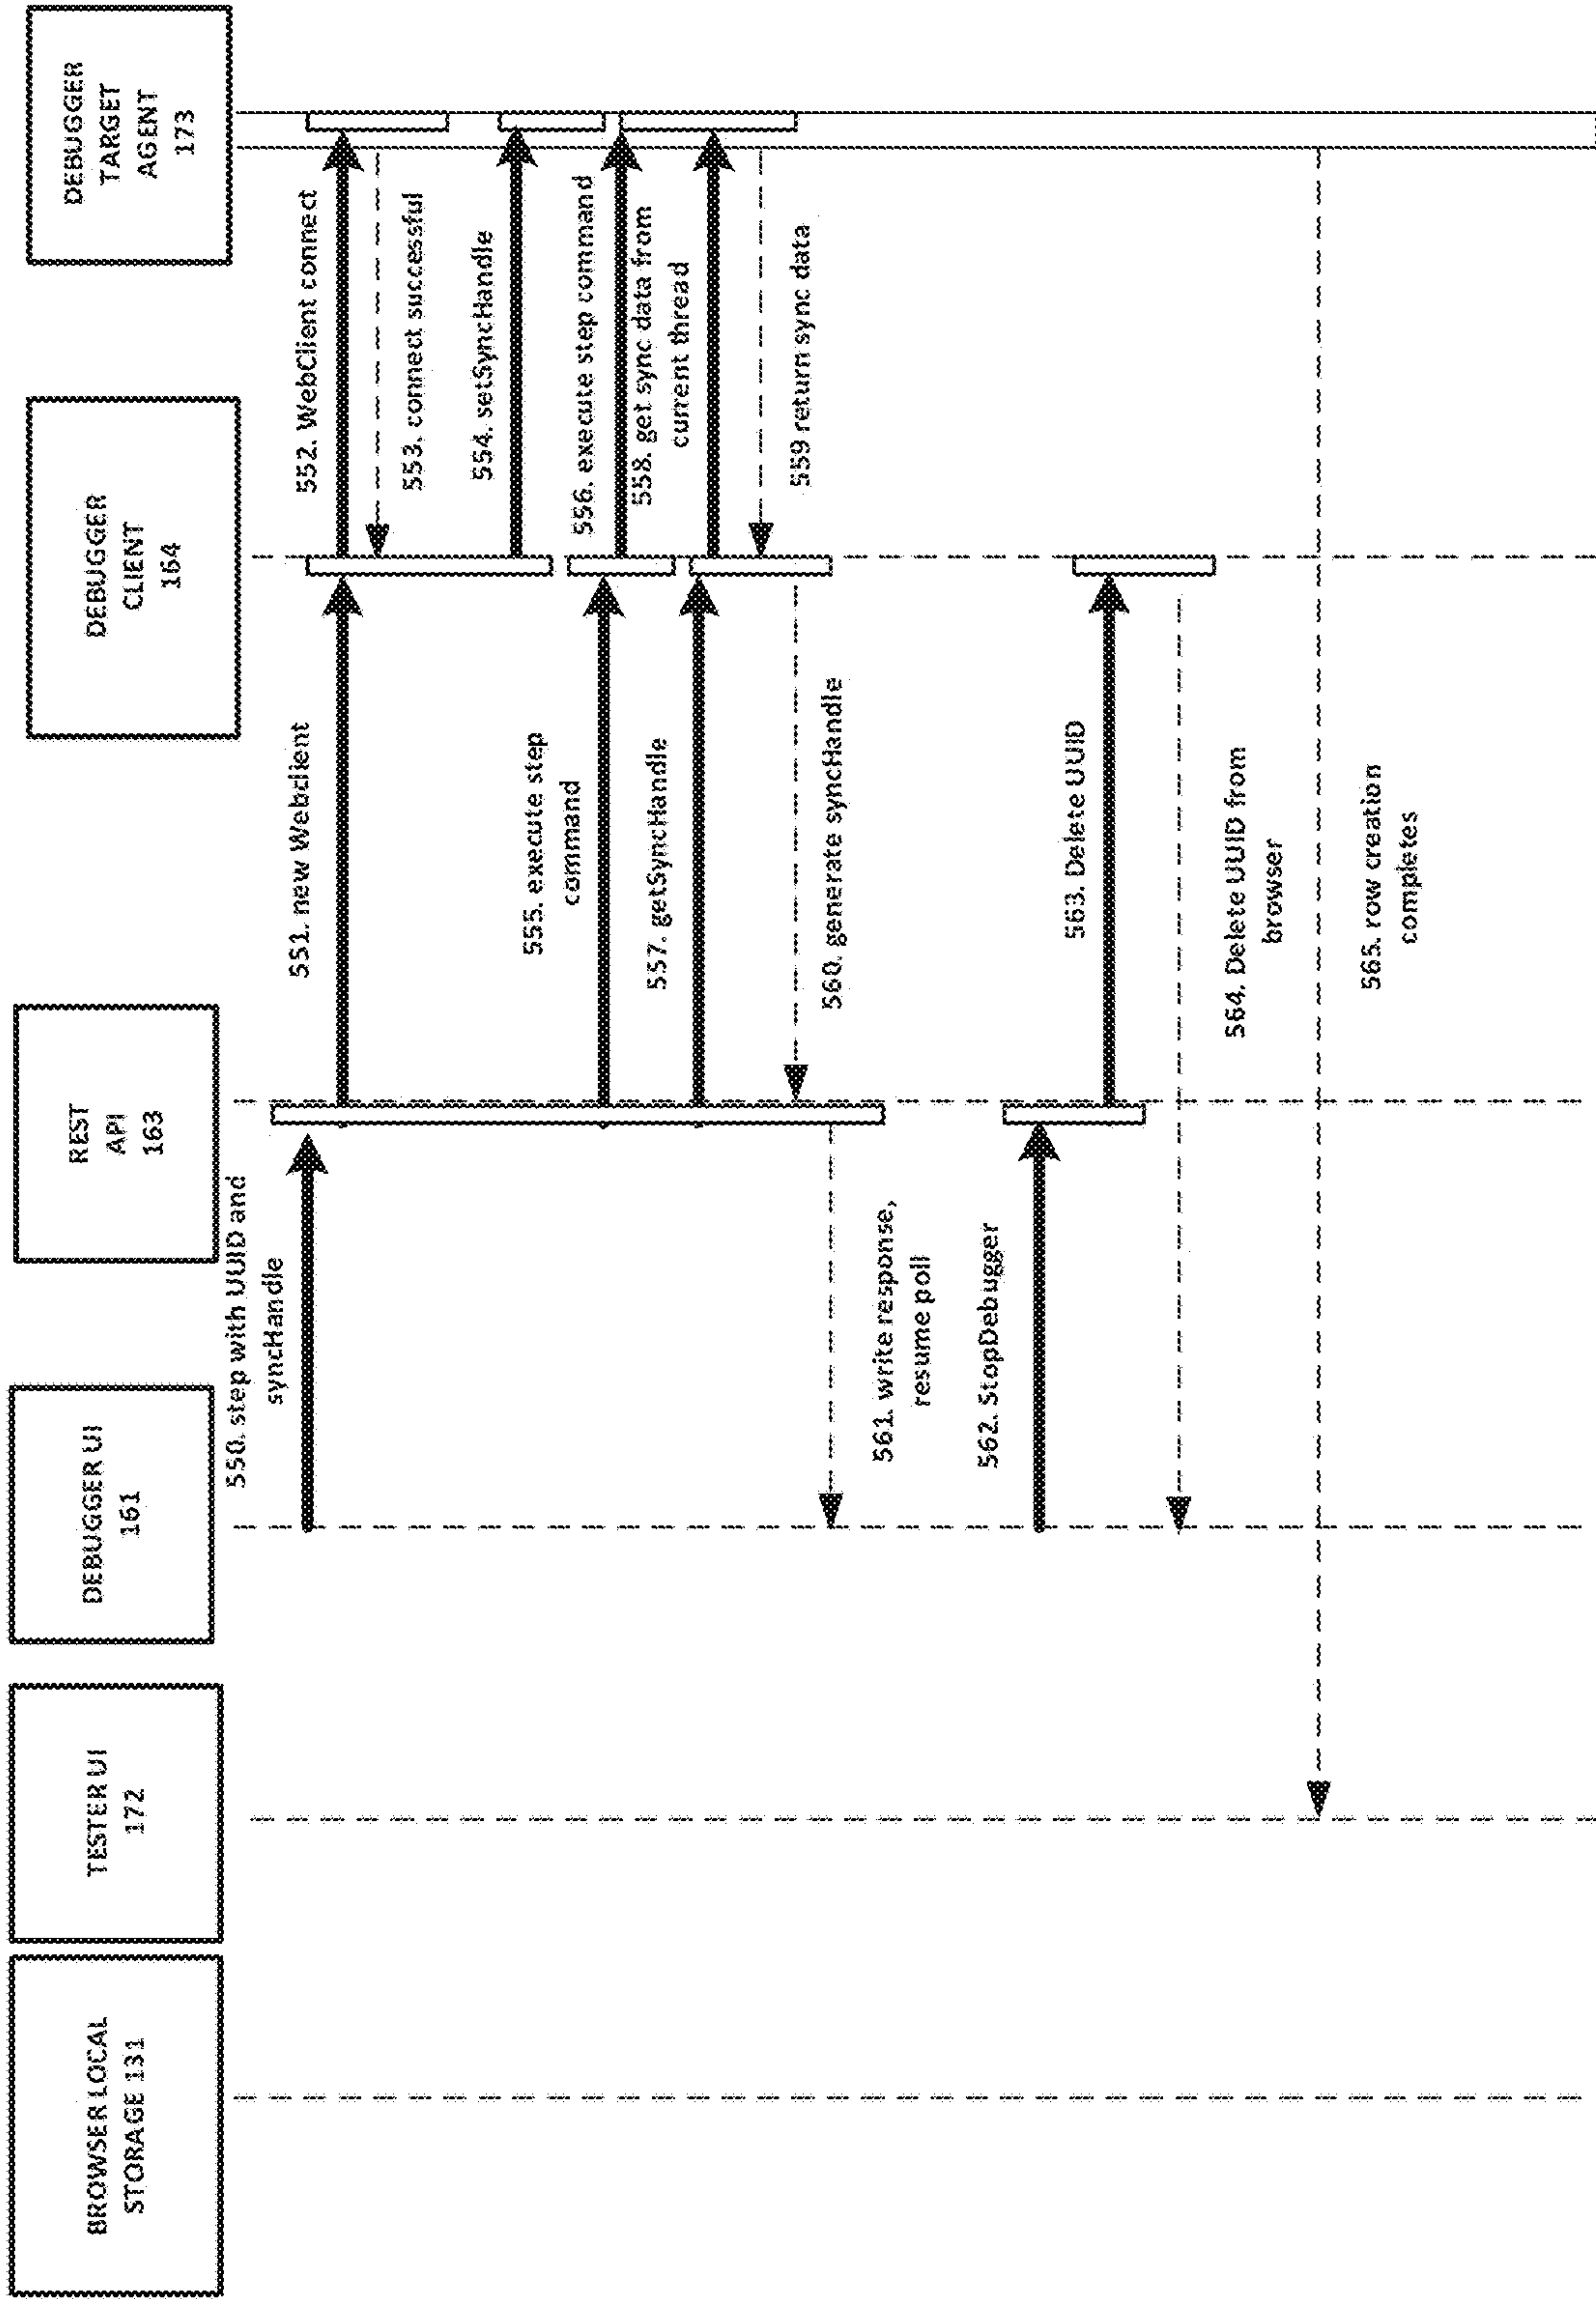 BROWSER LOCAL
STORAGE 131
TESTER UI
172
DEBUGGER UI
161
REST
API
163
DEBUGGER
CLIENT
164
DEBUGGER
TARGET
AGENT
173
550. step with UUID and
syncHandle
551. new Webclient
552. WebClient connect
553. connect successful
554. setSyncHandle
555. execute step
command
556. execute step command
557. getSyncHandle
558. get sync data from
current thread
559 return sync data
560. generate syncHandle
561. write response,
resume poll
562. StopDebugger
563. Delete UUID
564. Delete UUID from
browser
565. row creation
completes